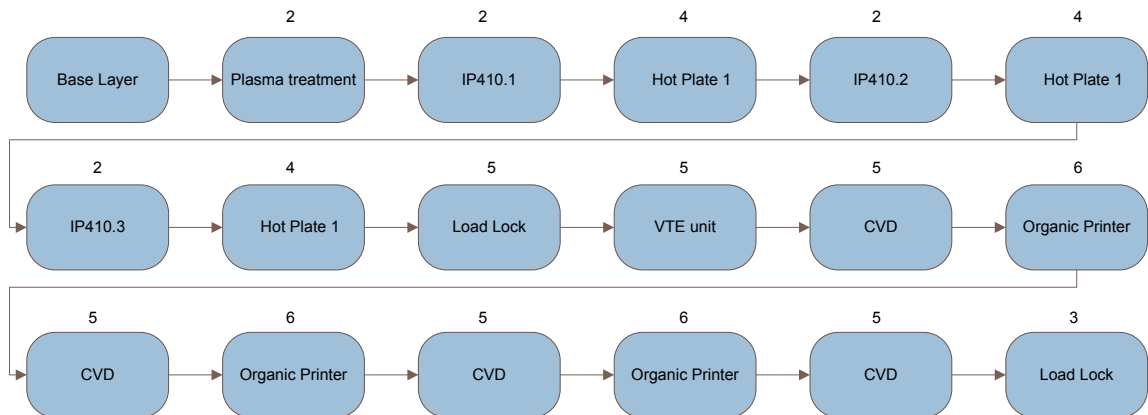 2 2 4 2 4
Base Layer Plasma treatment IP410.1 Hot Plate 1 IP410.2 Hot Plate 1
2 4 5 5 5 6
IP410.3 Hot Plate 1 Load Lock VTE unit CVD Organic Printer
5 6 5 6 5 3
CVD Organic Printer CVD Organic Printer CVD Load Lock